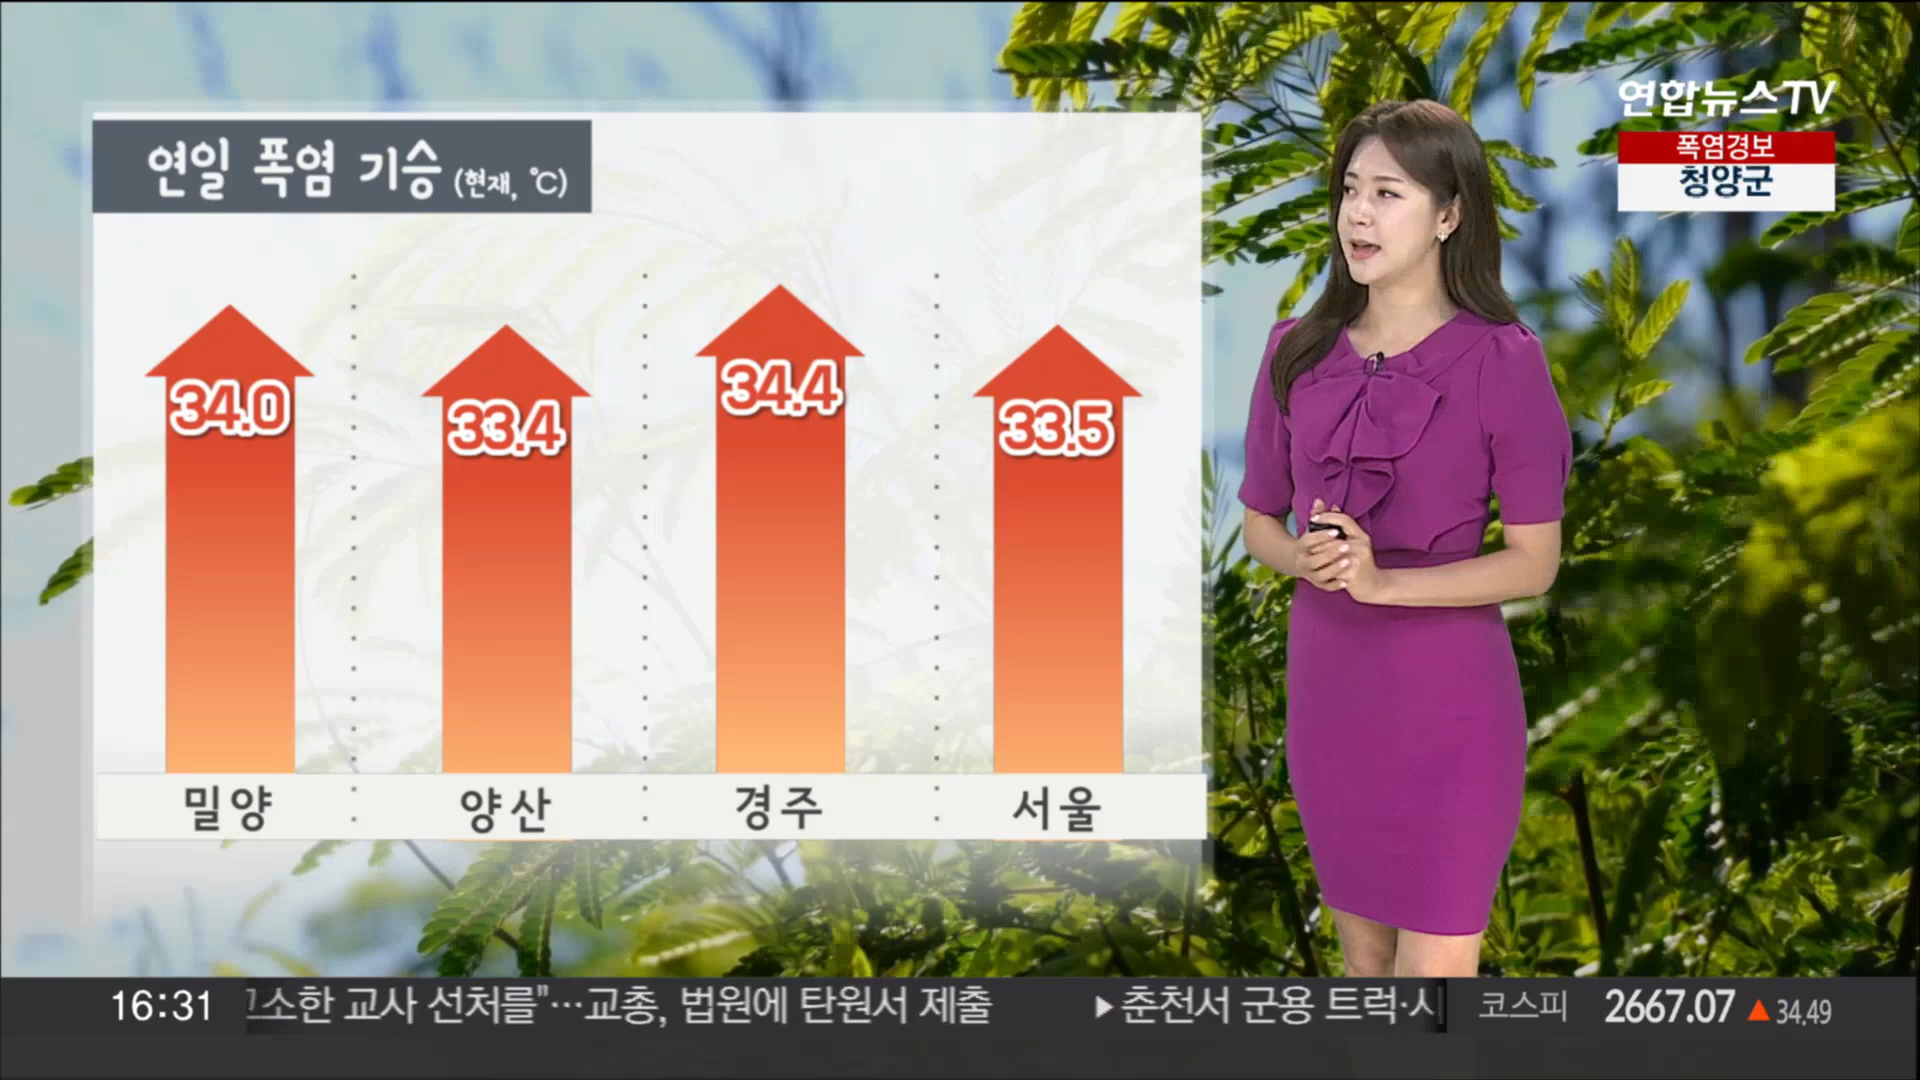 연일 폭염 기승 (현재, ℃)
연합뉴스TV
폭염경보
청양군
34.0
33.4
34.4
33.5
밀양
양산
경주
서울
16:31
교사 선처를"…교총, 법원에 탄원서 제출
▶춘천서 군용 트럭·시
코스피 2667.07 ▲34.49